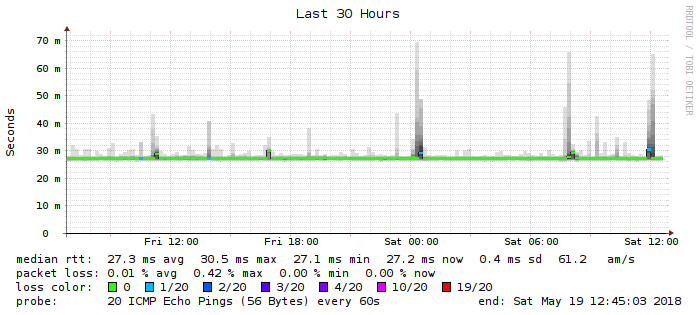 Last 30 Hours
RRDTOOL / TOBI OETIKER
Seconds
70 m
60 m
50 m
40 m
30 m
20 m
10 m
0
Fri 12:00 Fri 18:00 Sat 00:00 Sat 06:00 Sat 12:00
median rtt: 27.3 ms avg 30.5 ms max 27.1 ms min 27.2 ms now 0.4 ms sd 61.2 am/s
packet loss: 0.01 % avg 0.42 % max 0.00 % min 0.00 % now
loss color: 0 1/20 2/20 3/20 4/20 10/20 19/20
probe: 20 ICMP Echo Pings (56 Bytes) every 60s end: Sat May 19 12:45:03 2018